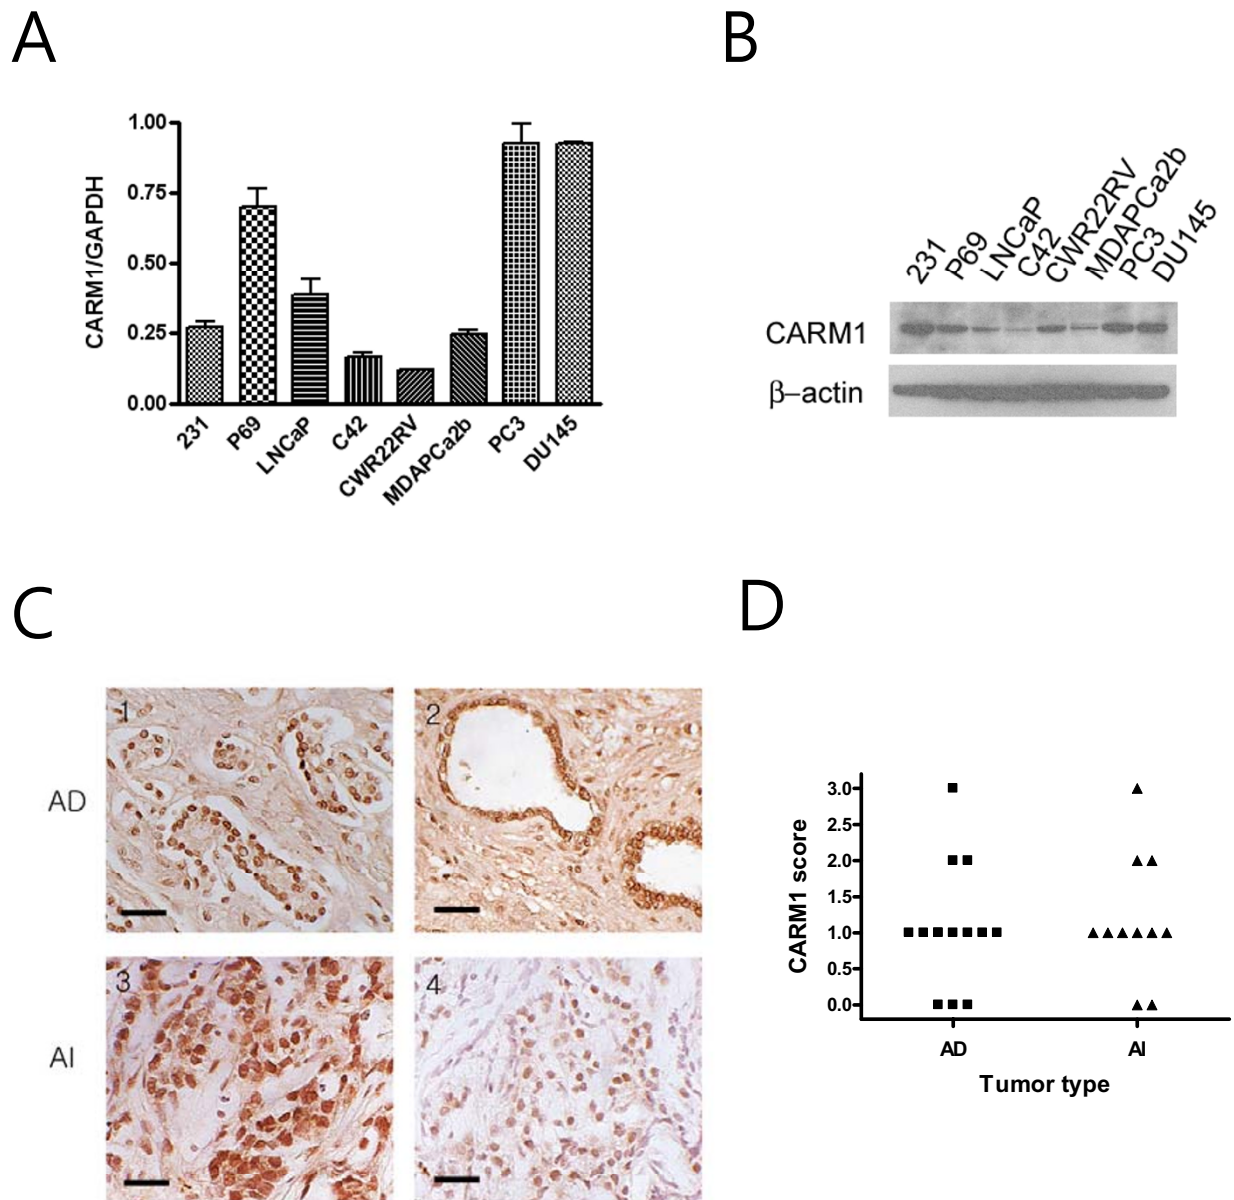 A
1.00
0.75
0.50
0.25
0.00
CARM1/GAPDH
231
P69
LNCaP
C42
CWR22RV
MDAPCa2b
PC3
DU145
B
231
P69
LNCaP
C42
CWR22RV
MDAPCa2b
PC3
DU145
CARM1
β–actin
C
AD
1
2
AI
3
4
D
CARM1 score
3.0
2.5
2.0
1.5
1.0
0.5
0.0
AD
AI
Tumor type